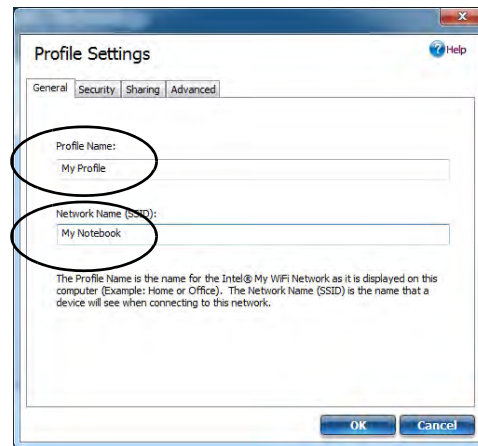 Profile Settings
Help
General Security Sharing Advanced
Profile Name:
My Profile
Network Name (SSID):
My Notebook
The Profile Name is the name for the Intel® My WiFi Network as it is displayed on this
computer (Example: Home or Office). The Network Name (SSID) is the name that a
device will see when connecting to this network.
OK Cancel